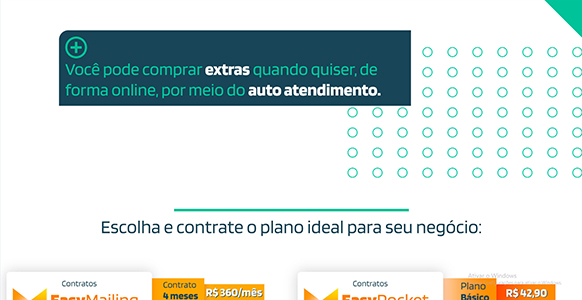 Você pode comprar extras quando quiser, de
forma online, por meio do auto atendimento.
Escolha e contrate o plano ideal para seu negócio:
Contratos
EasyMailing
Contrato
4 meses
R$ 360/mês
Contratos
EasyPocket
Plano
Básico
R$ 42,90
Ativar o Windows